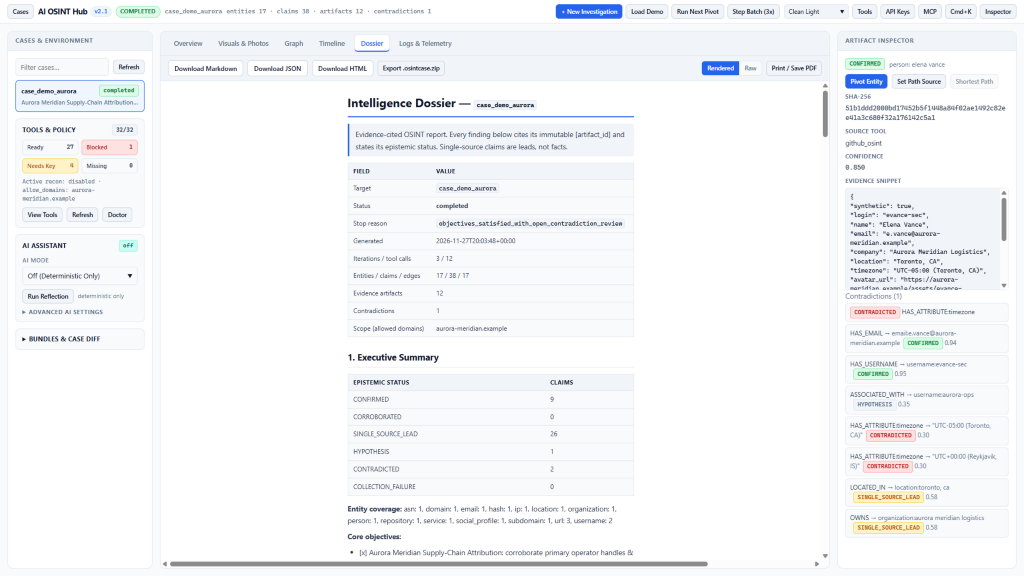 Cases AI OSINT Hub v2.1 COMPLETED case_demo_aurora entities 17 · claims 38 · artifacts 12 · contradictions 1 + New Investigation Load Demo Run Next Pivot Step Batch (3x) Clean Light Tools API Keys MCP Cmd+K Inspector
CASES & ENVIRONMENT
Filter cases... Refresh
case_demo_aurora completed
Aurora Meridian Supply-Chain Attribution...
TOOLS & POLICY 32/32
Ready 27 Blocked 1
Needs Key 4 Missing 0
Active recon: disabled ·
allow_domains: aurora-
meridian.example
View Tools Refresh Doctor
AI ASSISTANT off
AI MODE
Off (Deterministic Only)
Run Reflection deterministic only
ADVANCED AI SETTINGS
BUNDLES & CASE DIFF
Overview Visuals & Photos Graph Timeline Dossier Logs & Telemetry
Download Markdown Download JSON Download HTML Export .osintcase.zip Rendered Raw Print / Save PDF
Intelligence Dossier — case_demo_aurora
Evidence-cited OSINT report. Every finding below cites its immutable [artifact_id] and
states its epistemic status. Single-source claims are leads, not facts.
FIELD VALUE
Target case_demo_aurora
Status completed
Stop reason objectives_satisfied_with_open_contradiction_review
Generated 2026-11-27T20:03:48+00:00
Iterations / tool calls 3 / 12
Entities / claims / edges 17 / 38 / 17
Evidence artifacts 12
Contradictions 1
Scope (allowed domains) aurora-meridian.example
1. Executive Summary
EPISTEMIC STATUS CLAIMS
CONFIRMED 9
CORROBORATED 0
SINGLE_SOURCE_LEAD 26
HYPOTHESIS 1
CONTRADICTED 2
COLLECTION_FAILURE 0
Entity coverage: asn: 1, domain: 1, email: 1, hash: 1, ip: 1, location: 1, organization: 1,
person: 1, repository: 1, service: 1, social_profile: 1, subdomain: 1, url: 3, username: 2
Core objectives:
• [x] Aurora Meridian Supply-Chain Attribution: corroborate primary operator handles &
ARTIFACT INSPECTOR
CONFIRMED person: elena vance
Pivot Entity Set Path Source Shortest Path
SHA-256
51b1ddd2000bd17452b5f1448a84f02ae1492c82e
e41a3c680f32a176142c5a1
SOURCE TOOL
github_osint
CONFIDENCE
0.850
EVIDENCE SNIPPET
{
"synthetic": true,
"login": "evance-sec",
"name": "Elena Vance",
"email": "e.vance@aurora-
meridian.example",
"company": "Aurora Meridian Logistics",
"location": "Toronto, CA",
"timezone": "UTC-05:00 (Toronto, CA)",
"avatar_url": "https://aurora-
meridian.example/assets/evance-
Contradictions (1)
CONTRADICTED HAS_ATTRIBUTE:timezone
HAS_EMAIL → email:e.vance@aurora-
meridian.example CONFIRMED 0.94
HAS_USERNAME → username:evance-sec
CONFIRMED 0.95
ASSOCIATED_WITH → username:aurora-ops
HYPOTHESIS 0.35
HAS_ATTRIBUTE:timezone → "UTC-05:00 (Toronto,
CA)" CONTRADICTED 0.30
HAS_ATTRIBUTE:timezone → "UTC+00:00 (Reykjavik,
IS)" CONTRADICTED 0.30
LOCATED_IN → location:toronto, ca
SINGLE_SOURCE_LEAD 0.58
OWNS → organization:aurora meridian logistics
SINGLE_SOURCE_LEAD 0.58